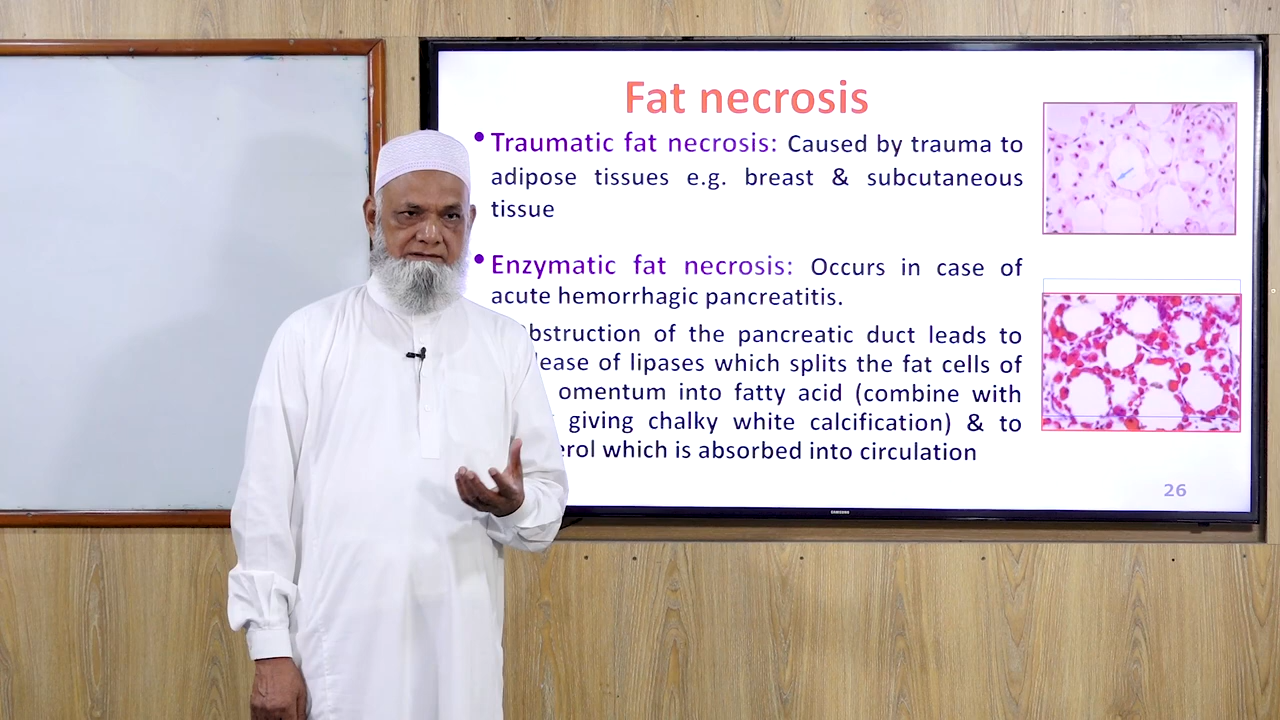 Fat necrosis
• Traumatic fat necrosis: Caused by trauma to
adipose tissues e.g. breast & subcutaneous
tissue
• Enzymatic fat necrosis: Occurs in case of
acute hemorrhagic pancreatitis.
bstruction of the pancreatic duct leads to
lease of lipases which splits the fat cells of
omentum into fatty acid (combine with
giving chalky white calcification) & to
erol which is absorbed into circulation
26
SAMSUNG